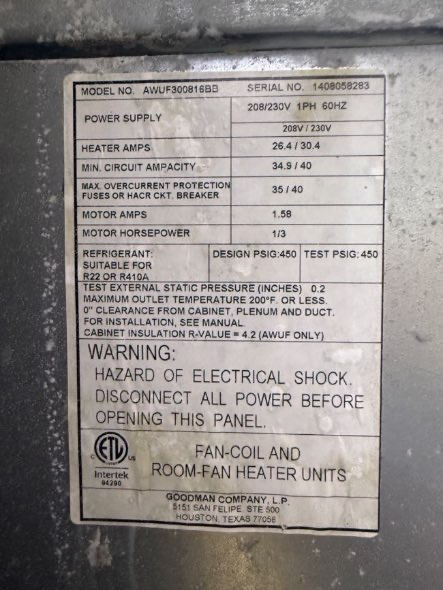 MODEL NO. AWUF300816BB SERIAL NO. 1408058283
POWER SUPPLY 208/230V 1PH 60HZ
208V / 230V
HEATER AMPS 26.4 / 30.4
MIN. CIRCUIT AMPACITY 34.9 / 40
MAX. OVERCURRENT PROTECTION
FUSES OR HACR CKT. BREAKER 35 / 40
MOTOR AMPS 1.58
MOTOR HORSEPOWER 1/3
REFRIGERANT: DESIGN PSIG:450 TEST PSIG:450
SUITABLE FOR
R22 OR R410A
TEST EXTERNAL STATIC PRESSURE (INCHES) 0.2
MAXIMUM OUTLET TEMPERATURE 200°F. OR LESS.
0" CLEARANCE FROM CABINET, PLENUM AND DUCT.
FOR INSTALLATION, SEE MANUAL.
CABINET INSULATION R-VALUE = 4.2 (AWUF ONLY)
WARNING:
HAZARD OF ELECTRICAL SHOCK.
DISCONNECT ALL POWER BEFORE
OPENING THIS PANEL.
C ETL US
Intertek
94290
FAN-COIL AND
ROOM-FAN HEATER UNITS
GOODMAN COMPANY, L.P.
5151 SAN FELIPE STE 500
HOUSTON, TEXAS 77056